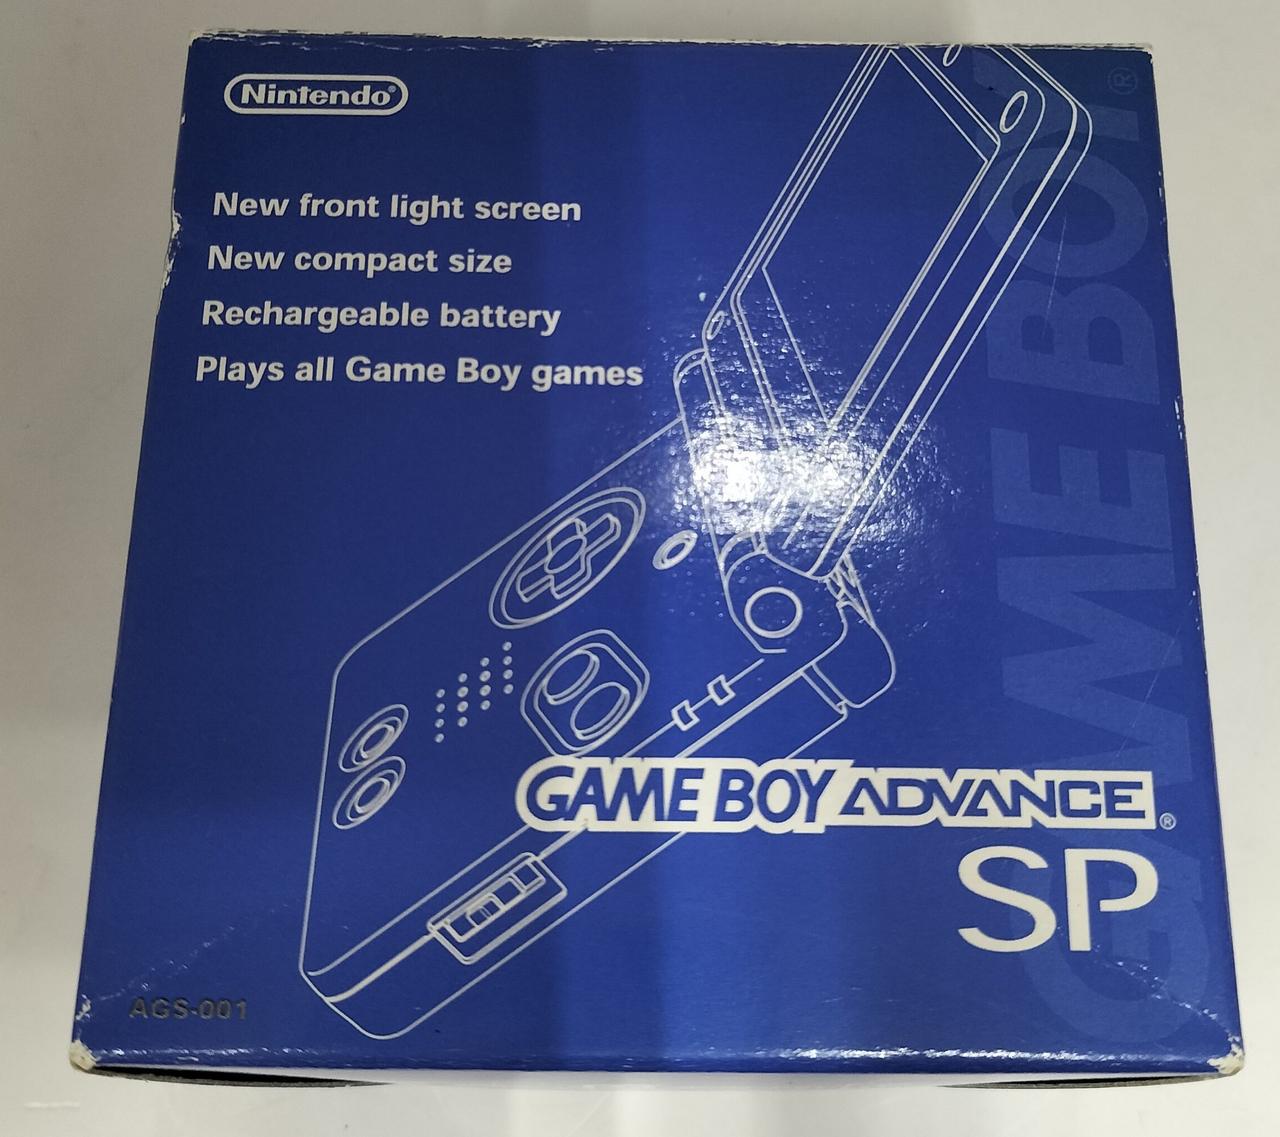 Nintendo®
New front light screen
New compact size
Rechargeable battery
Plays all Game Boy games
GAME BOY®
GAME BOY ADVANCE®
SP
AGS-001